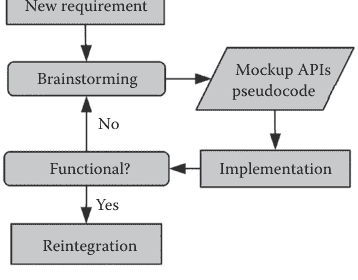 New requirement
Brainstorming
Mockup APIs
pseudocode
No
Functional?
Implementation
Yes
Reintegration